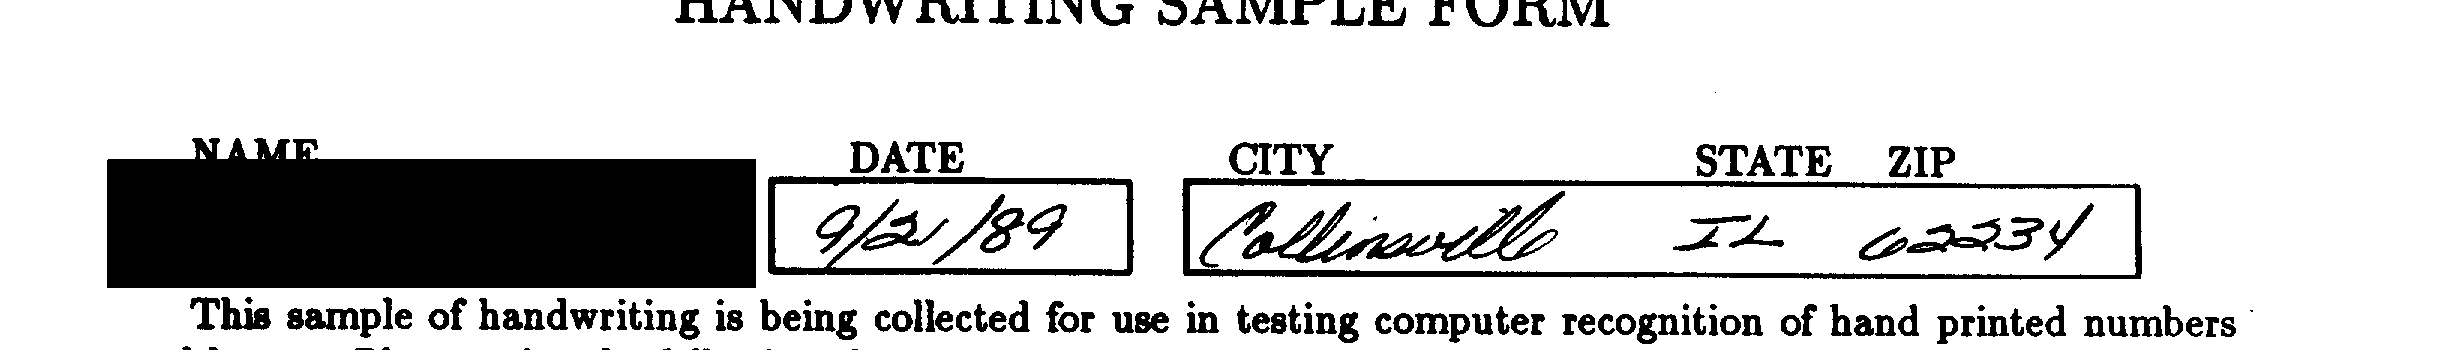 HANDWRITING SAMPLE FORM
NAME DATE CITY STATE ZIP
9/2/89 Collinsville IL 62234
This sample of handwriting is being collected for use in testing computer recognition of hand printed numbers